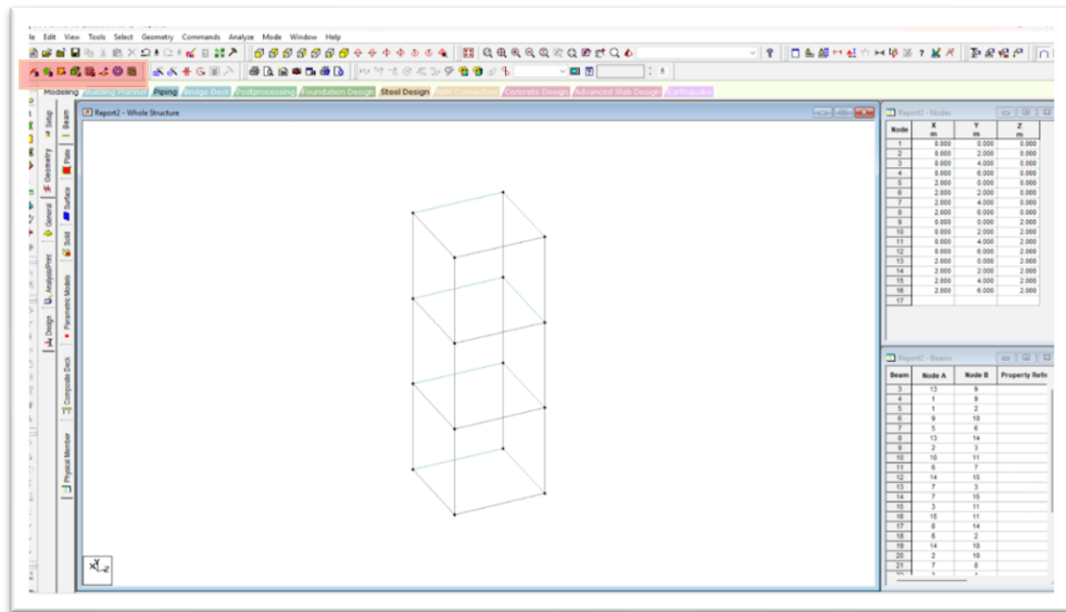 Edit View Tools Select Geometry Commands Analyze Mode Window Help
Modeling Building Planner Piping Bridge Deck Postprocessing Foundation Design Steel Design RAM Connection Concrete Design Advanced Slab Design Earthquake
Setup
Geometry
General
Analysis/Print
Design
Beam
Plate
Surface
Solid
Parametric Models
Composite Deck
Physical Member
Report2 - Whole Structure
Y
X Z
Report2 - Nodes
Node X m Y m Z m
1 0.000 0.000 0.000
2 0.000 2.000 0.000
3 0.000 4.000 0.000
4 0.000 6.000 0.000
5 2.000 0.000 0.000
6 2.000 2.000 0.000
7 2.000 4.000 0.000
8 2.000 6.000 0.000
9 0.000 0.000 2.000
10 0.000 2.000 2.000
11 0.000 4.000 2.000
12 0.000 6.000 2.000
13 2.000 0.000 2.000
14 2.000 2.000 2.000
15 2.000 4.000 2.000
16 2.000 6.000 2.000
17
Report2 - Beams
Beam Node A Node B Property Refn
3 13 9
4 1 9
5 1 2
6 9 10
7 5 6
8 13 14
9 2 3
10 10 11
11 6 7
12 14 15
13 7 3
14 7 15
15 3 11
16 15 11
17 6 14
18 6 2
19 14 10
20 2 10
21 7 8